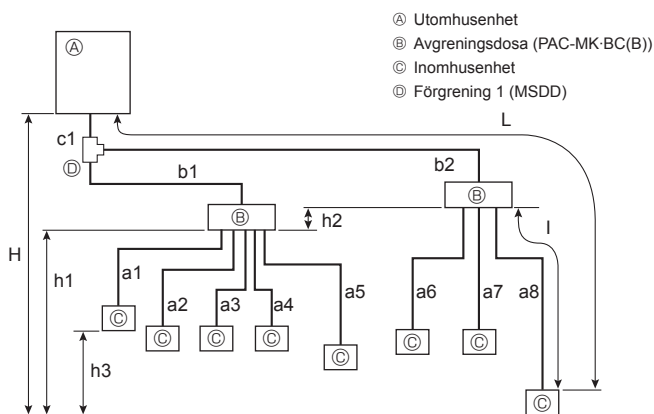 Ⓐ Utomhusenhet
Ⓑ Avgreningsdosa (PAC-MK·BC(B))
Ⓒ Inomhusenhet
Ⓓ Förgrening 1 (MSDD)
Ⓐ
L
c1
Ⓓ
b1
b2
Ⓑ
Ⓑ
h2
H
h1
l
a1
a2
a3
a4
a5
a6
a7
a8
Ⓒ
Ⓒ
Ⓒ
Ⓒ
Ⓒ
Ⓒ
Ⓒ
h3
Ⓒ